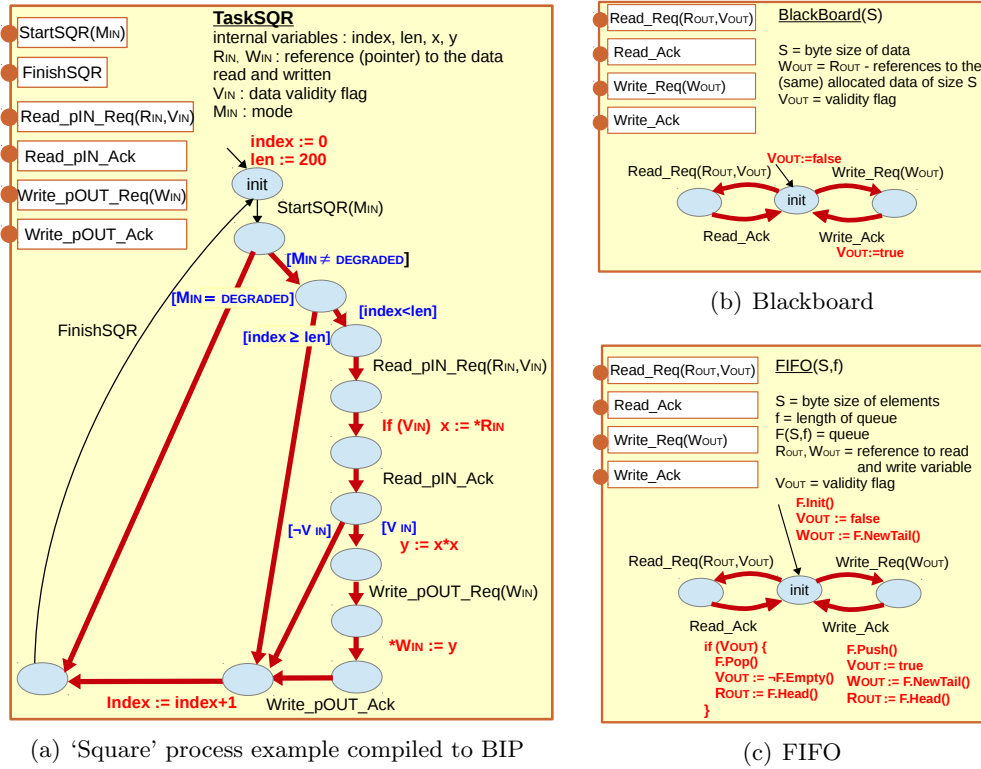 TaskSQR
internal variables : index, len, x, y
RIN, WIN : reference (pointer) to the data
read and written
VIN : data validity flag
MIN : mode
StartSQR(MIN)
FinishSQR
Read_pIN_Req(RIN,VIN)
Read_pIN_Ack
Write_pOUT_Req(WIN)
Write_pOUT_Ack
index := 0
len := 200
init
StartSQR(MIN)
[MIN ≠ DEGRADED]
[MIN = DEGRADED]
[index<len]
FinishSQR
[index ≥ len]
Read_pIN_Req(RIN,VIN)
If (VIN) x := *RIN
Read_pIN_Ack
[¬V IN]
[V IN]
y := x*x
Write_pOUT_Req(WIN)
*WIN := y
Index := index+1
Write_pOUT_Ack
(a) ‘Square’ process example compiled to BIP
Read_Req(ROUT,VOUT)
Read_Ack
Write_Req(WOUT)
Write_Ack
BlackBoard(S)
S = byte size of data
WOUT = ROUT - references to the
(same) allocated data of size S
VOUT = validity flag
VOUT:=false
Read_Req(ROUT,VOUT)
Write_Req(WOUT)
init
Read_Ack
Write_Ack
VOUT:=true
(b) Blackboard
Read_Req(ROUT,VOUT)
Read_Ack
Write_Req(WOUT)
Write_Ack
FIFO(S,f)
S = byte size of elements
f = length of queue
F(S,f) = queue
ROUT, WOUT = reference to read
and write variable
VOUT = validity flag
F.Init()
VOUT := false
WOUT := F.NewTail()
Read_Req(ROUT,VOUT)
Write_Req(WOUT)
init
Read_Ack
Write_Ack
if (VOUT) {
F.Pop()
VOUT := ¬F.Empty()
ROUT := F.Head()
}
F.Push()
VOUT := true
WOUT := F.NewTail()
ROUT := F.Head()
(c) FIFO